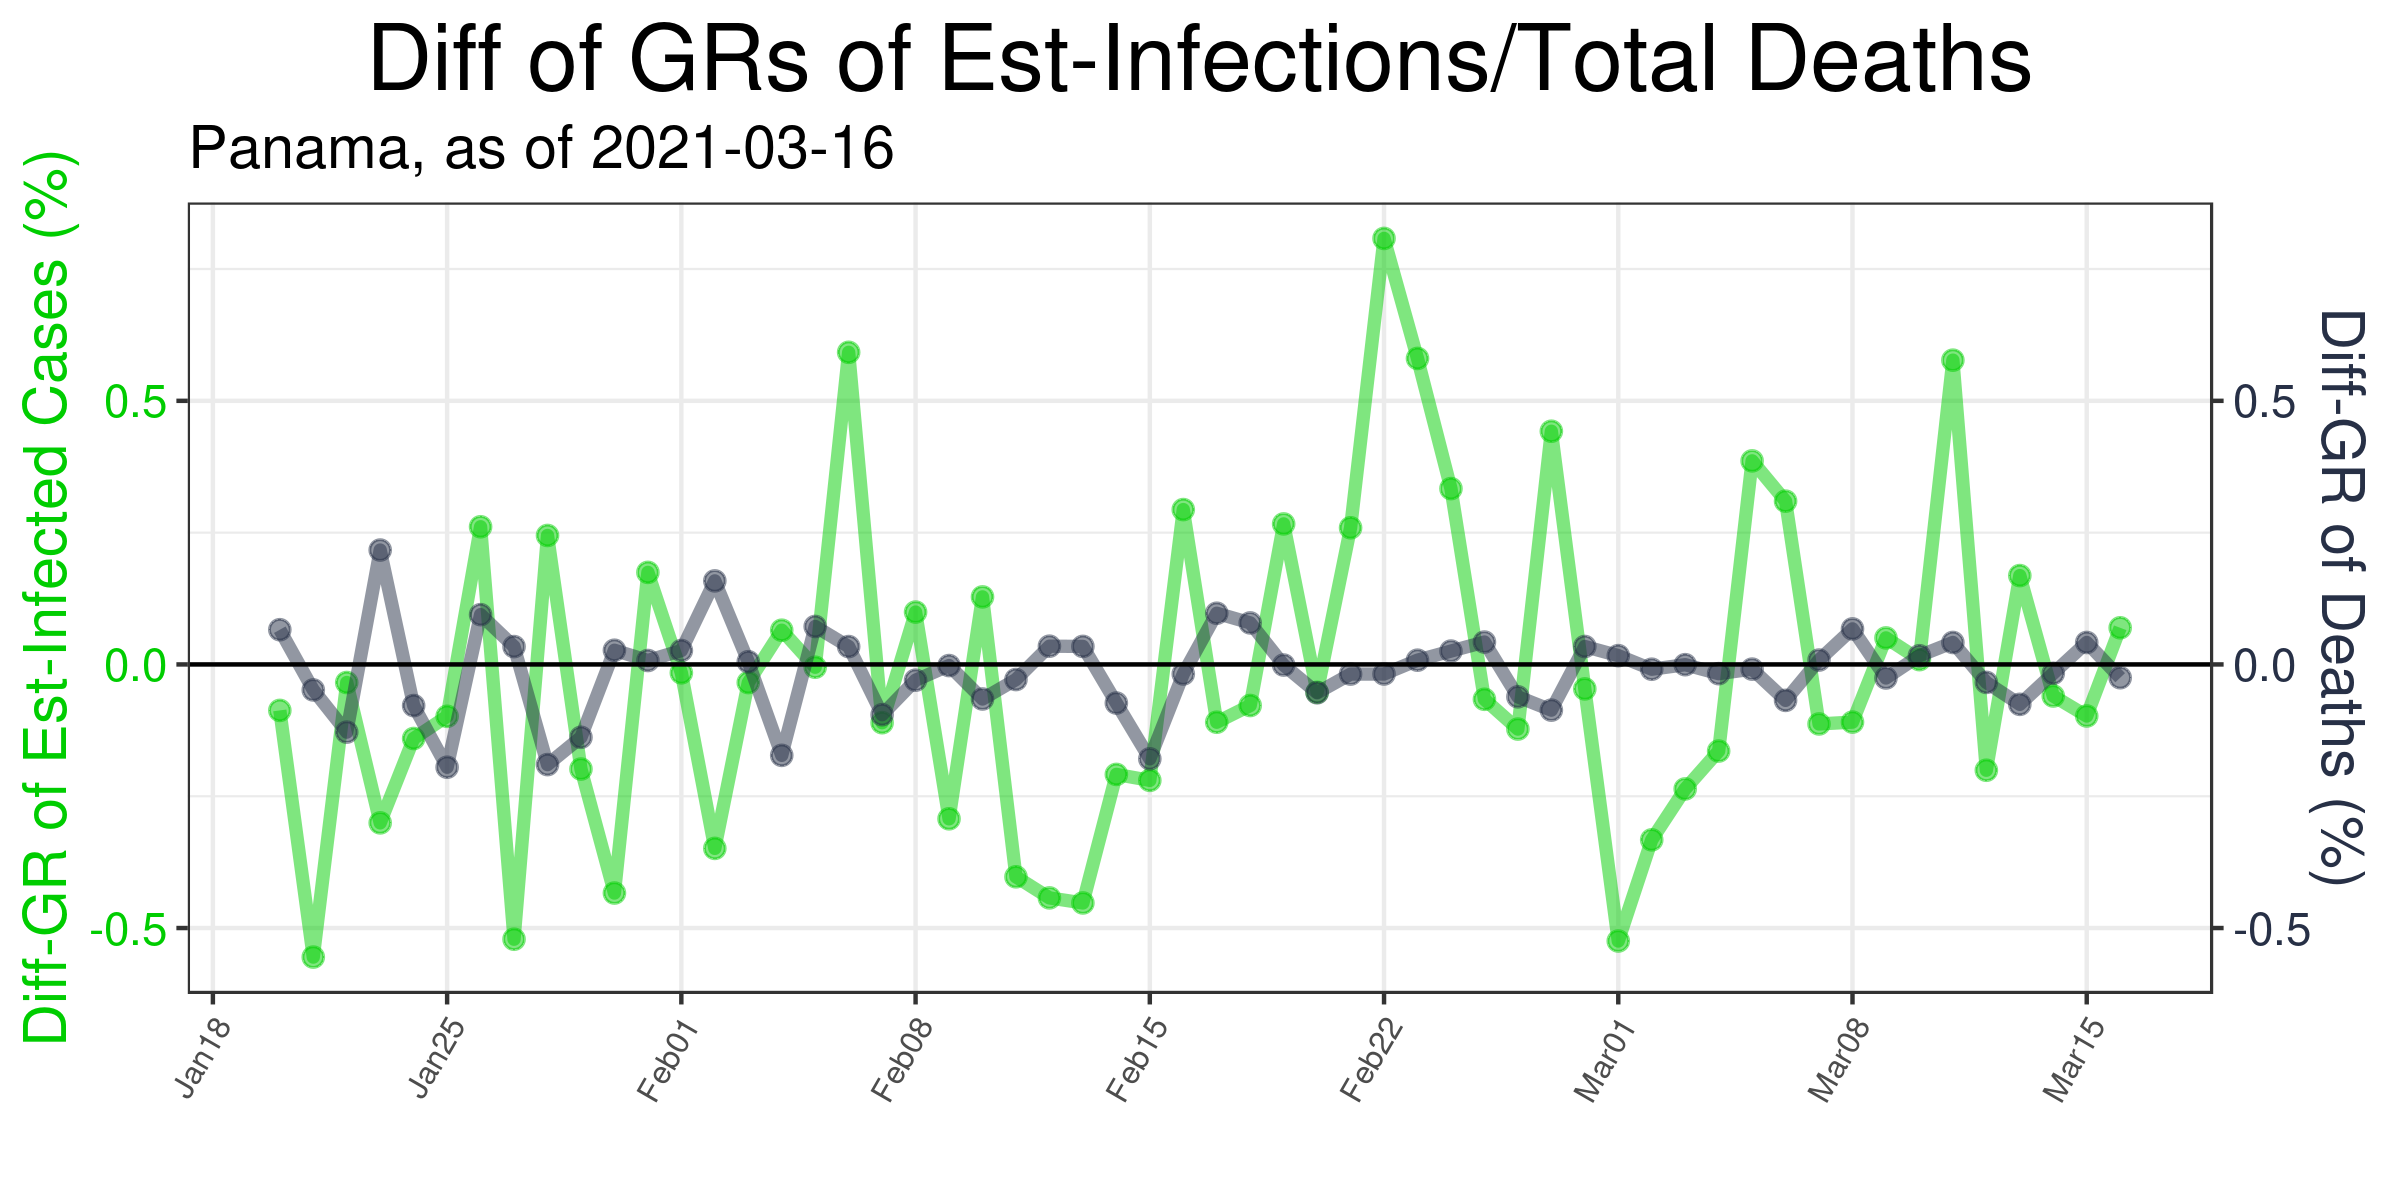 Diff of GRs of Est-Infections/Total Deaths
Panama, as of 2021-03-16
Diff-GR of Est-Infected Cases (%)
0.5
0.0
-0.5
0.5
0.0
-0.5
Diff-GR of Deaths (%)
Jan18
Jan25
Feb01
Feb08
Feb15
Feb22
Mar01
Mar08
Mar15